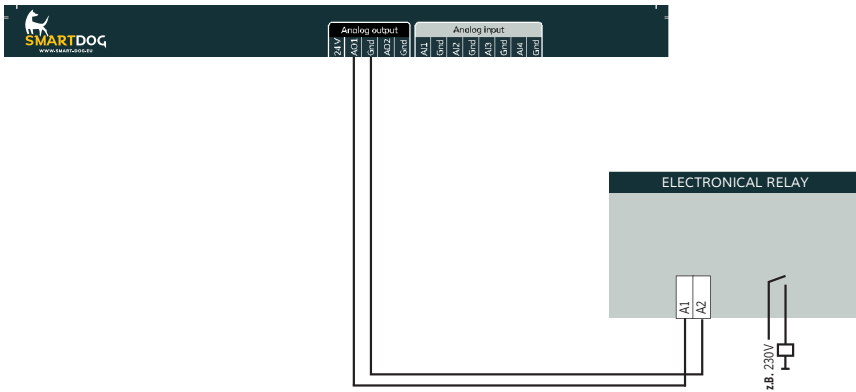 SMARTDOG
WWW.SMART-DOG.EU
Analog output
Analog input
24V AO1 Gnd AO2 Gnd AI1 Gnd AI2 Gnd AI3 Gnd AI4 Gnd
ELECTRONICAL RELAY
A1 A2
z.B. 230V